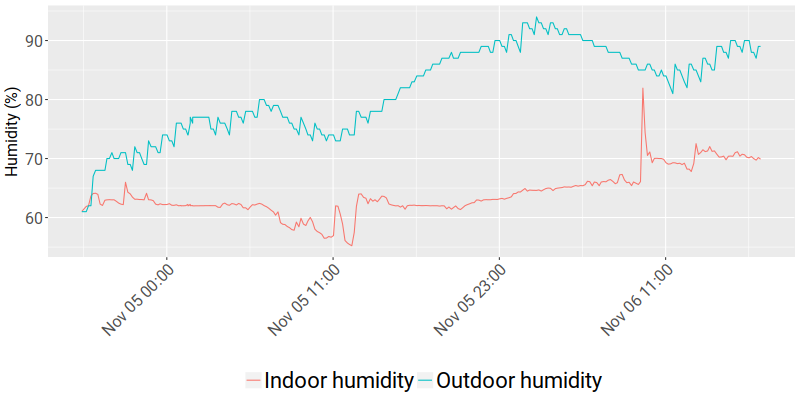 Humidity (%)
90
80
70
60
Nov 05 00:00
Nov 05 11:00
Nov 05 23:00
Nov 06 11:00
Indoor humidity Outdoor humidity